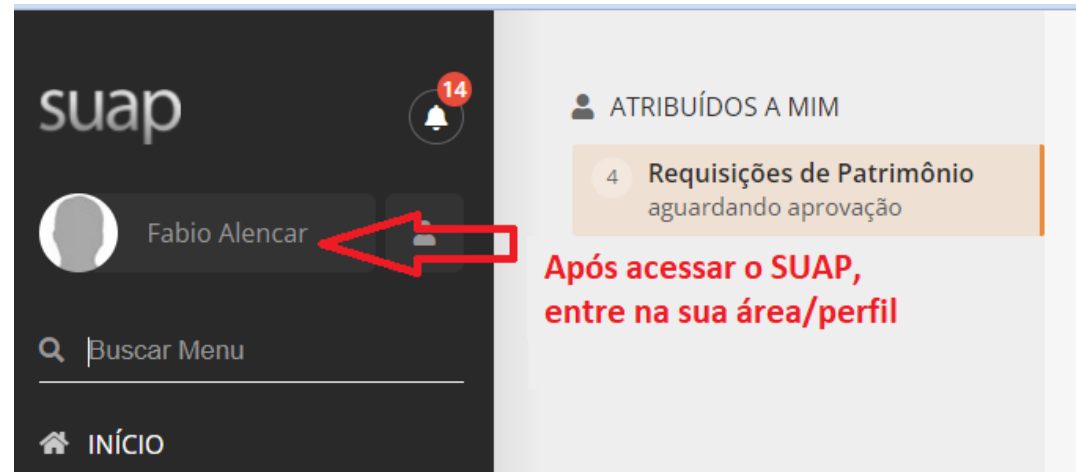 suap
14
Fabio Alencar
Buscar Menu
INÍCIO
ATRIBUÍDOS A MIM
4
Requisições de Patrimônio
aguardando aprovação
Após acessar o SUAP,
entre na sua área/perfil